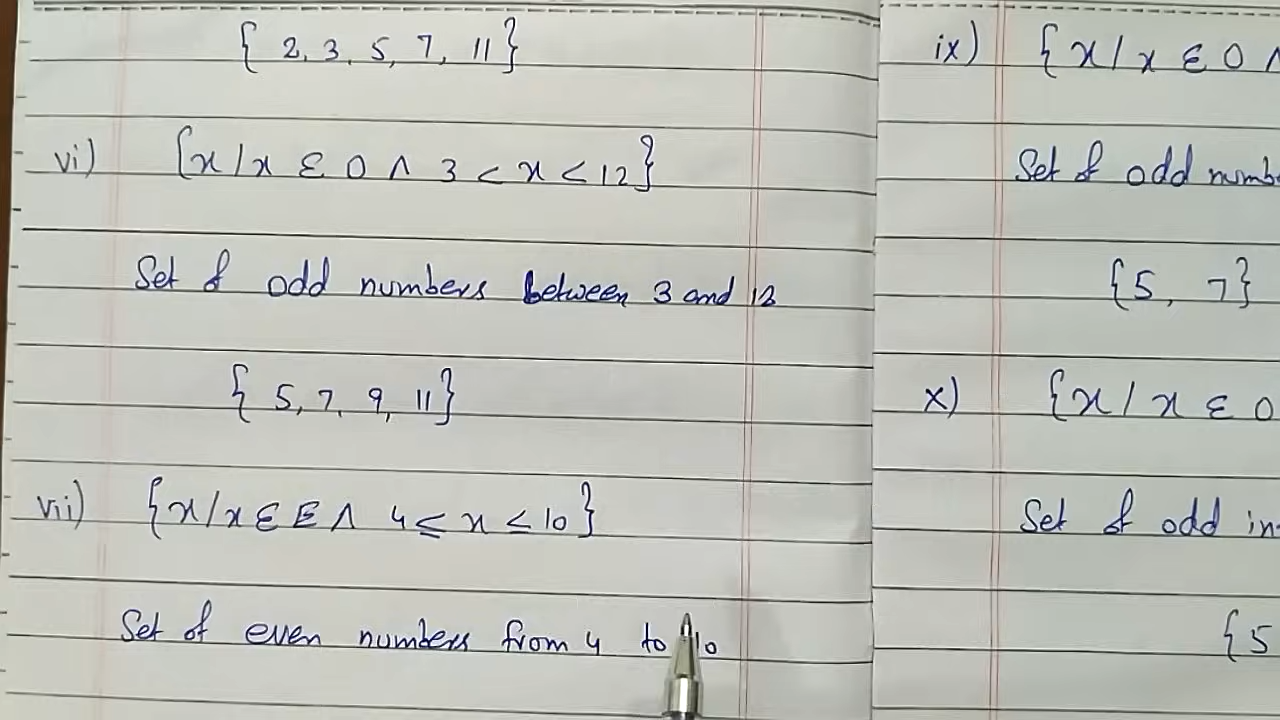 { 2, 3, 5, 7, 11}
vi) {x/x ∈ O ∧ 3 < x < 12}
Set of odd numbers between 3 and 12
{ 5, 7, 9, 11}
vii) {x/x ∈ E ∧ 4 ≤ x ≤ 10}
Set of even numbers from 4 to 10
ix) {x/x ∈ O ∧
Set of odd numbe
{5, 7}
x) {x/x ∈ O
Set of odd in
{5